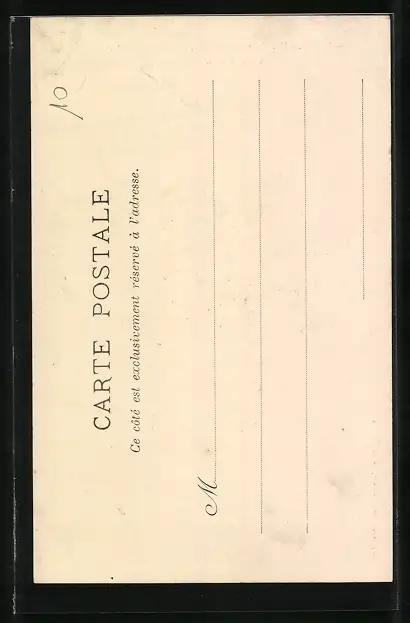 10
CARTE POSTALE
Ce côté est exclusivement réservé à l'adresse.
M